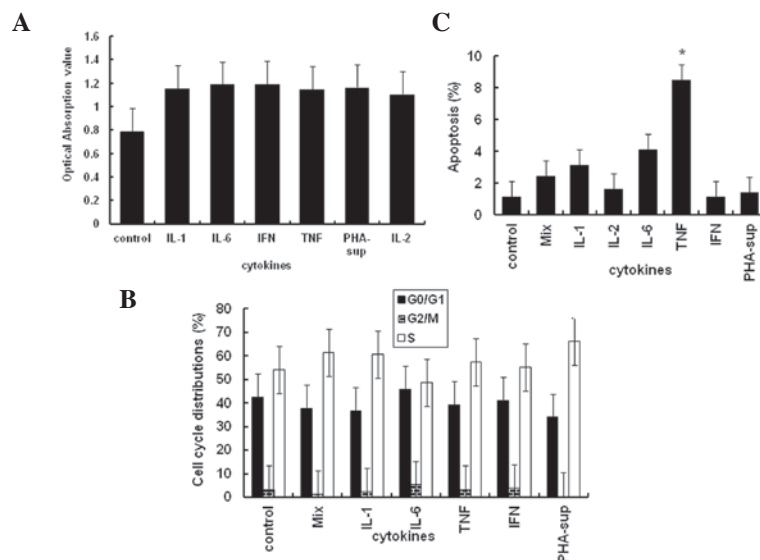 A
Optical Absorption value
1.6
1.4
1.2
1
0.8
0.6
0.4
0.2
0
control IL-1 IL-6 IFN TNF PHA-sup IL-2
cytokines
C
Apoptosis (%)
10
8
6
4
2
0
*
control Mix IL-1 IL-2 IL-6 TNF IFN PHA-sup
cytokines
B
Cell cycle distributions (%)
80
70
60
50
40
30
20
10
0
G0/G1
G2/M
S
control Mix IL-1 IL-6 TNF IFN PHA-sup
cytokines